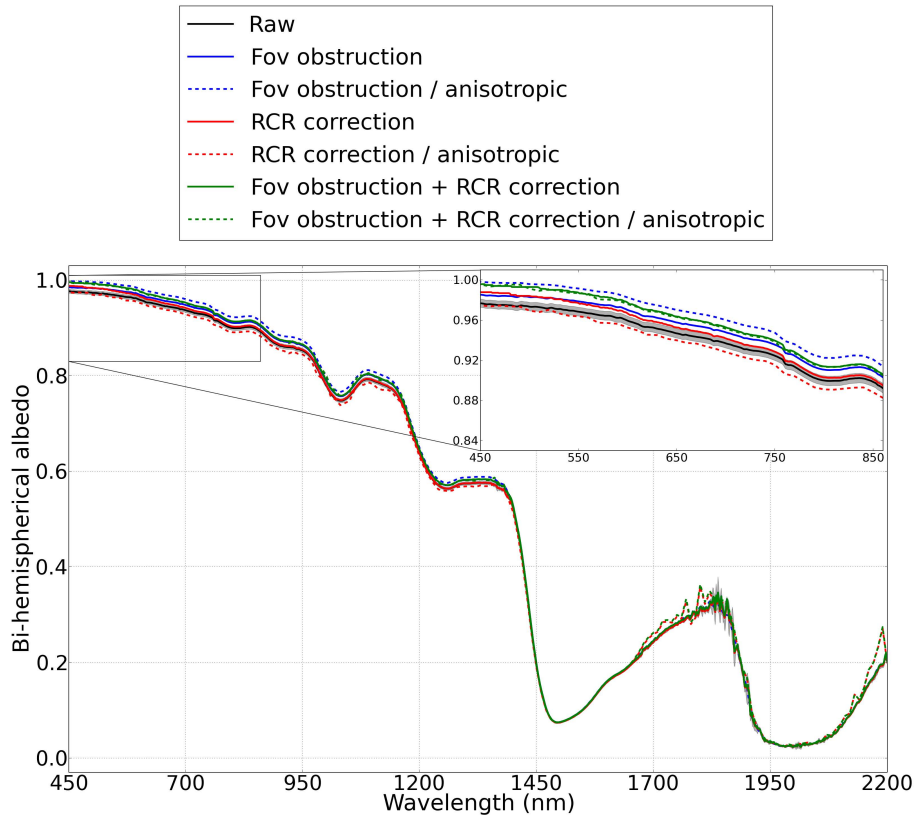 Raw
Fov obstruction
Fov obstruction / anisotropic
RCR correction
RCR correction / anisotropic
Fov obstruction + RCR correction
Fov obstruction + RCR correction / anisotropic
Bi-hemispherical albedo
1.0
0.8
0.6
0.4
0.2
0.0
1.00
0.96
0.92
0.88
0.84
450 550 650 750 850
450 700 950 1200 1450 1700 1950 2200
Wavelength (nm)